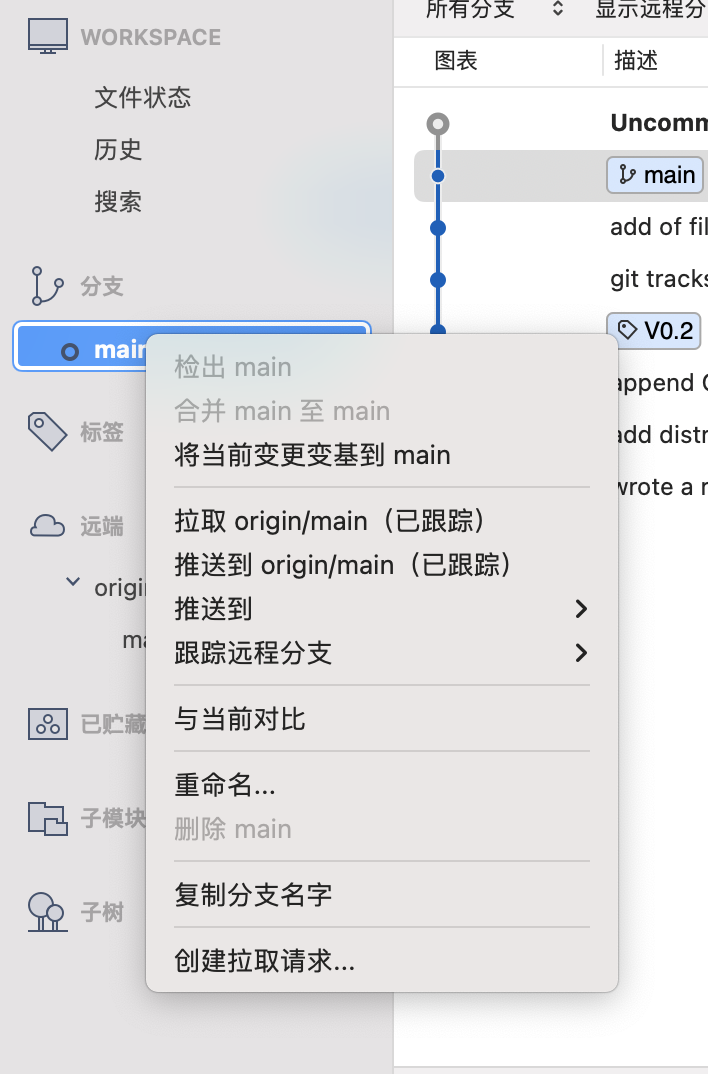 WORKSPACE
文件状态
历史
搜索
分支
main
标签
远端
已贮藏
子模块
子树
所有分支
显示远程分
图表
描述
Uncomm
main
add of fil
git tracks
V0.2
append
add distr
wrote a r
检出 main
合并 main 至 main
将当前变更变基到 main
拉取 origin/main（已跟踪）
推送到 origin/main（已跟踪）
推送到
跟踪远程分支
与当前对比
重命名...
删除 main
复制分支名字
创建拉取请求...